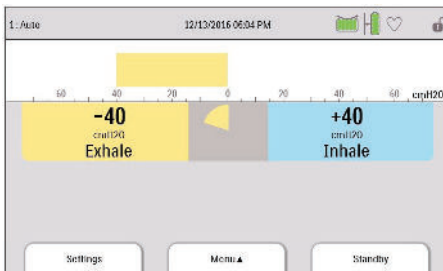 1: Auto 12/13/2016 06:04 PM
60 40 20 0 20 40 60 cmH2O
-40 +40
cmH2O cmH2O
Exhale Inhale
Settings Menu▲ Standby